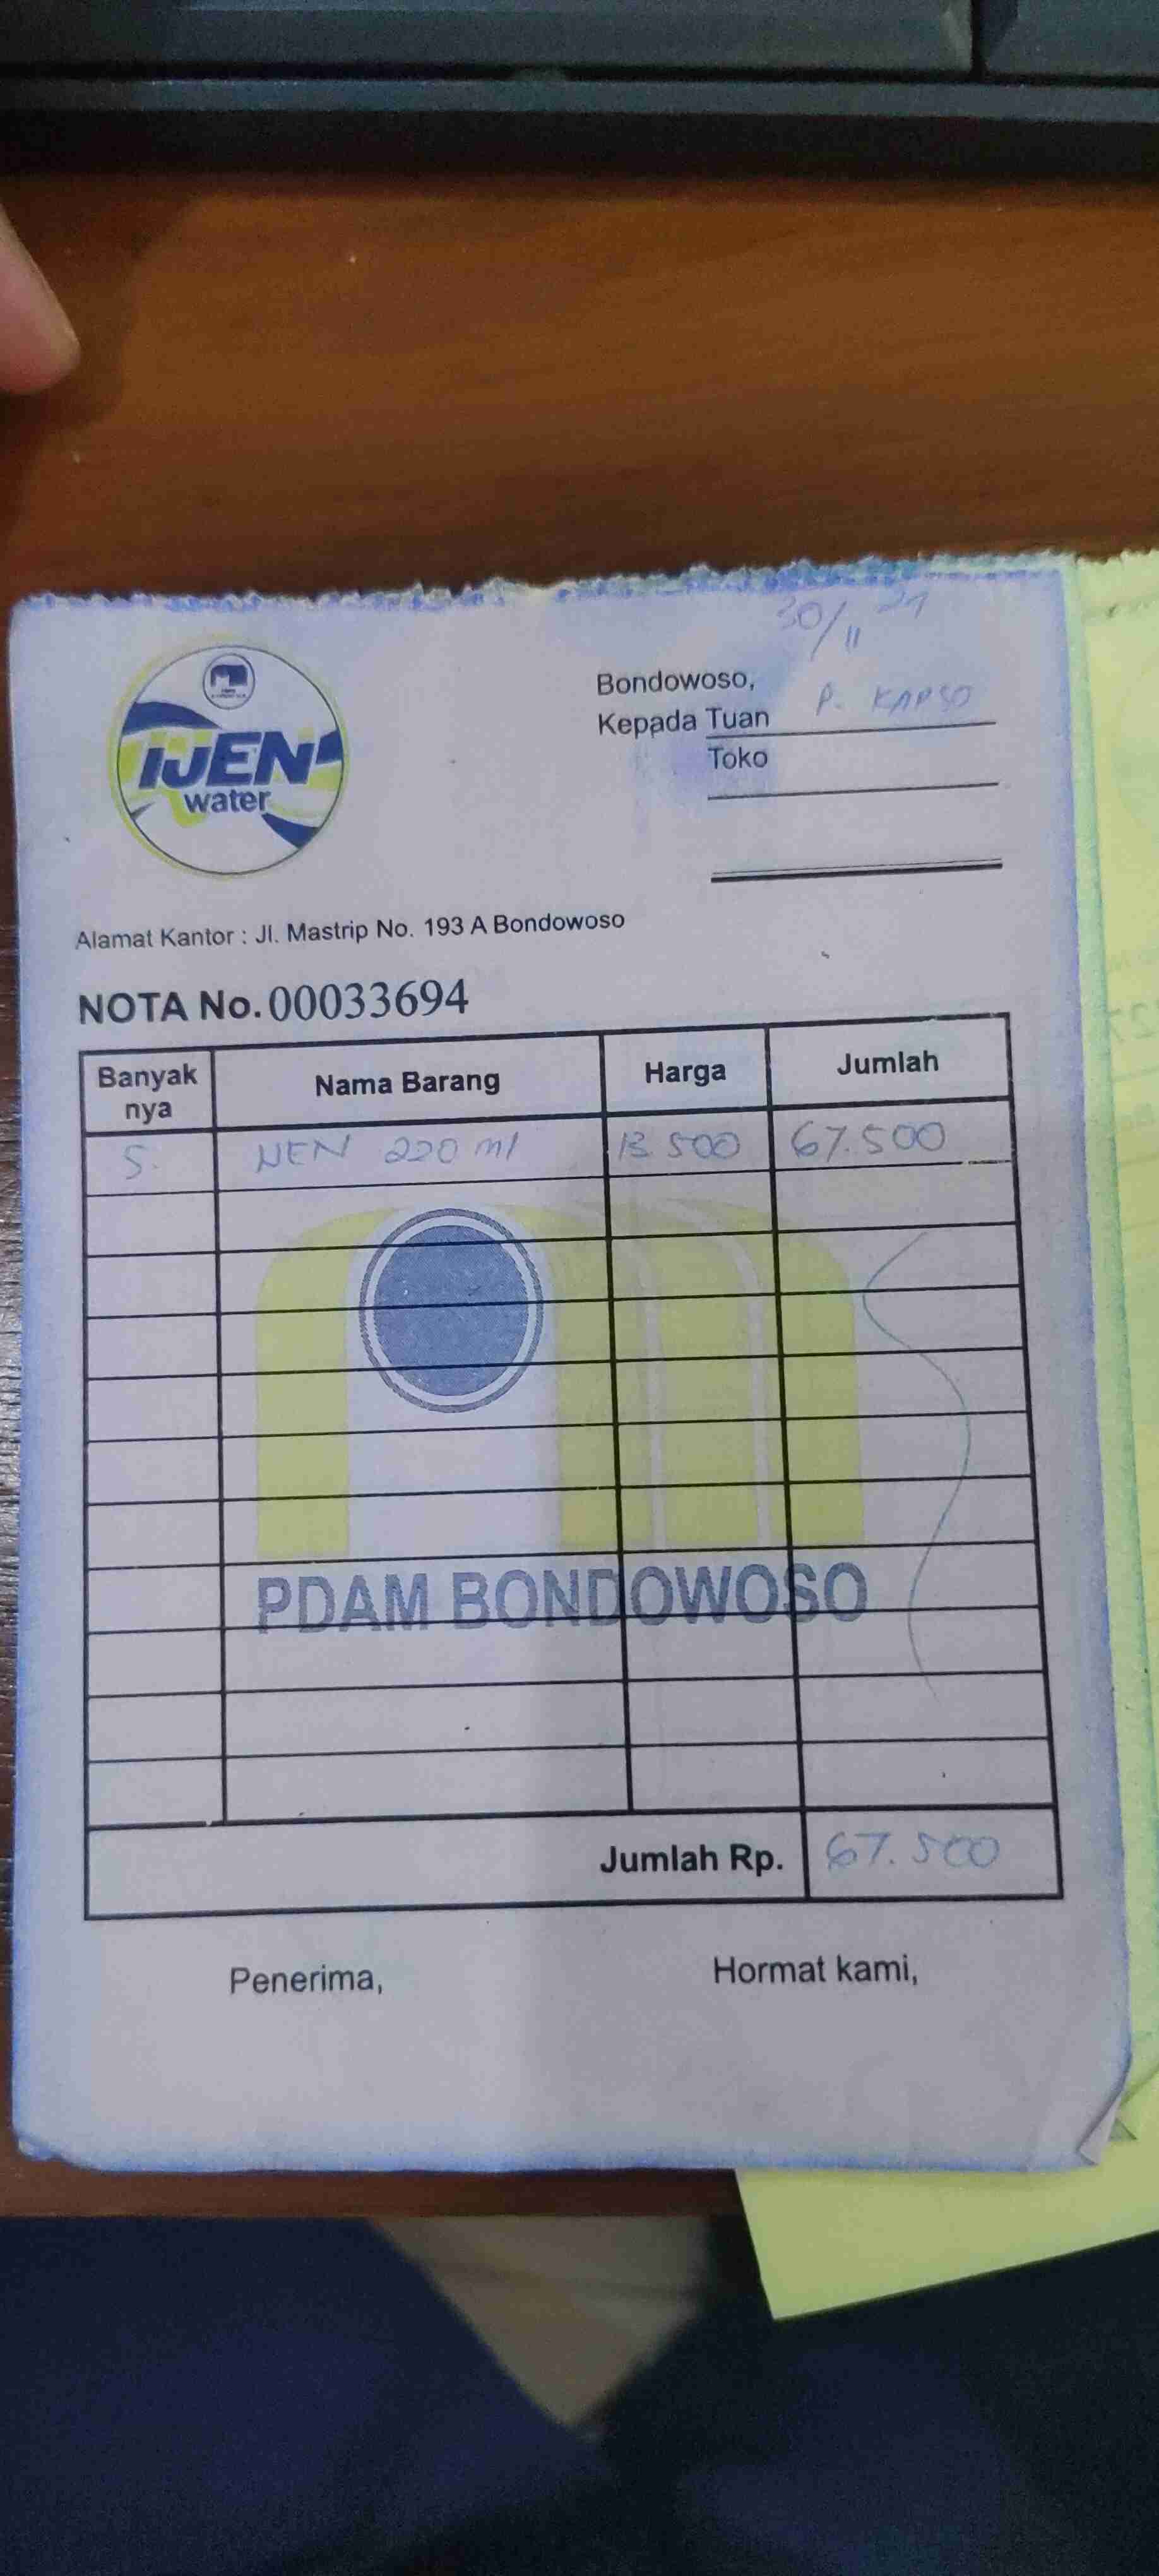 30/11 21
IJEN
water
Bondowoso,
Kepada Tuan P. KAPSO
Toko
Alamat Kantor : Jl. Mastrip No. 193 A Bondowoso
NOTA No. 00033694
Banyak nya Nama Barang Harga Jumlah
5. IJEN 220 ml 13.500 67.500
PDAM BONDOWOSO
Jumlah Rp. 67.500
Penerima, Hormat kami,